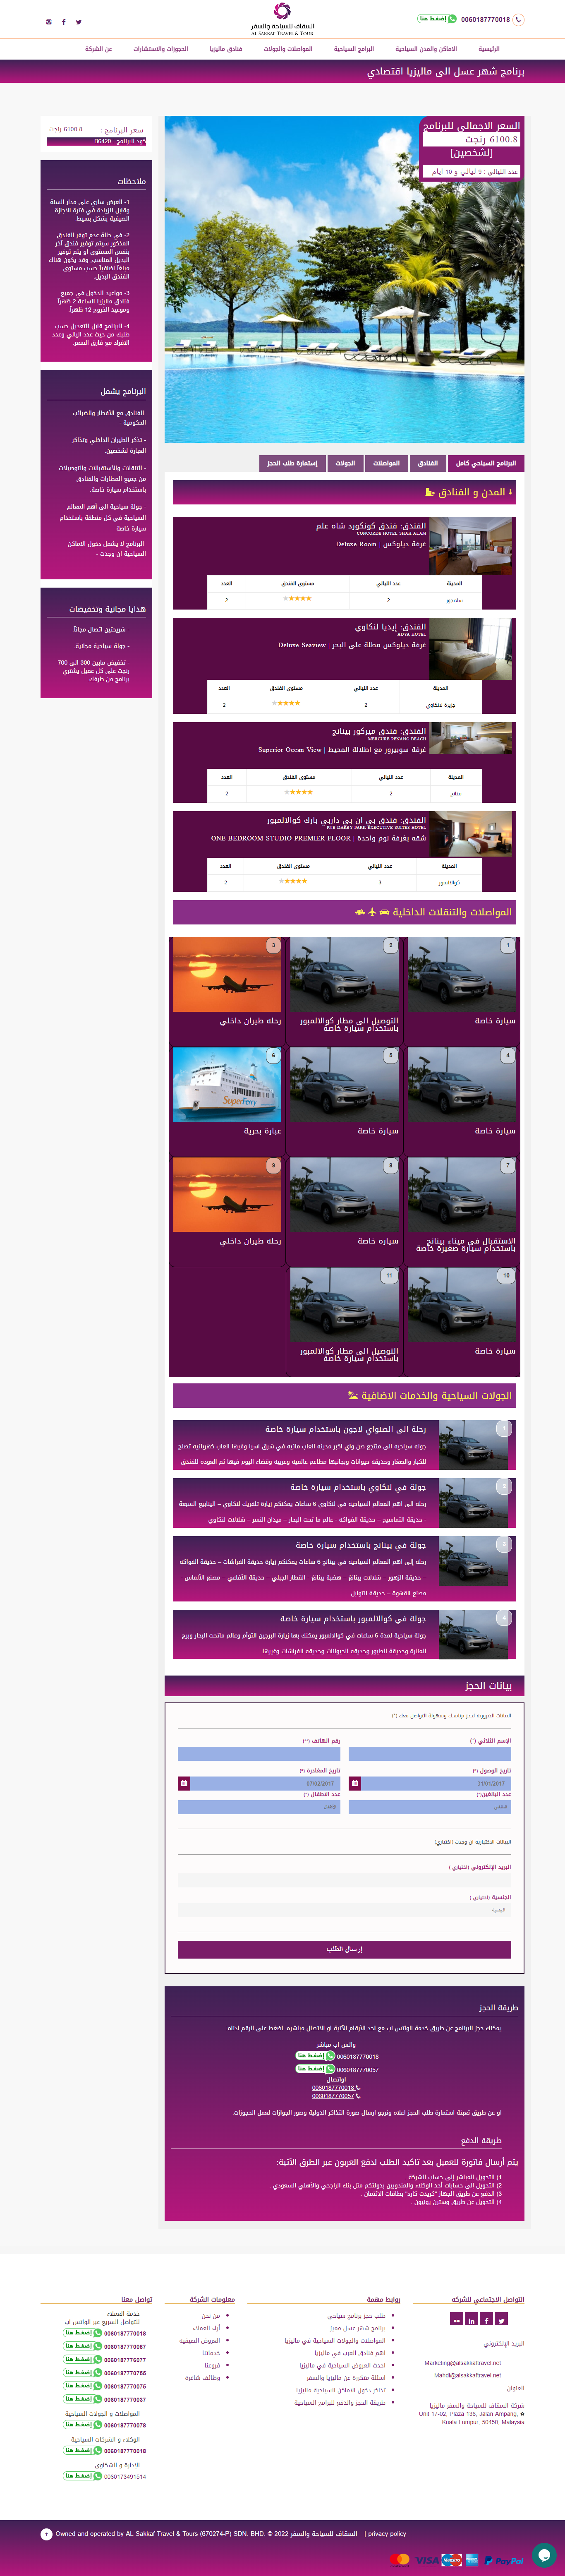 0060187770018 إضغط هنا
السقاف للسياحة والسفر
AL SAKKAF TRAVEL & TOUR
الرئيسية
الاماكن والمدن السياحية
البرامج السياحية
المواصلات والجولات
فنادق ماليزيا
الحجوزات والاستشارات
عن الشركة
برنامج شهر عسل الى ماليزيا اقتصادي
السعر الاجمالي للبرنامج
6100.8 رنجت
[لشخصين]
عدد الليالي : 9 ليالي و 10 ايام
سعر البرنامج : 6100.8 رنجت
كود البرنامج : B6420
ملاحظات
1- العرض ساري على مدار السنة
وقابل للزيادة في فترة الاجازة
الصيفية بشكل بسيط.
2- في حالة عدم توفر الفندق
المذكور سيتم توفير فندق آخر
بنفس المستوى او يتم توفير
البديل المناسب, وقد يكون هناك
مبلغاً اضافياً حسب مستوى
الفندق البديل.
3- مواعيد الدخول في جميع
فنادق ماليزيا الساعة 2 ظهراً
وموعيد الخروج 12 ظهراً.
4- البرنامج قابل للتعديل حسب
طلبك من حيث عدد اليالي وعدد
الافراد مع فارق السعر.
البرنامج يشمل
الفنادق مع الأفطار والضرائب
الحكومية -
- تذكر الطيران الداخلي وتذاكر
العبارة لشخصين.
- التنقلات والأستقبالات والتوصيلات
من جميع المطارات والفنادق
باستخدام سيارة خاصة.
- جولة سياحية الى أهم المعالم
السياحية في كل منطقة باستخدام
سيارة خاصة
البرنامج لا يشمل دخول الاماكن
السياحية ان وجدت -
هدايا مجانية وتخفيضات
- شريحتين اتصال مجاناً.
- جولة سياحية مجانية.
- تخفيض مابين 300 الى 700
رنجت على كل عميل يشتري
برنامج من طرفك.
البرنامج السياحي كامل
الفنادق
المواصلات
الجولات
إستمارة طلب الحجز
المدن و الفنادق
الفندق: فندق كونكورد شاه علم
CONCORDE HOTEL SHAH ALAM
غرفة ديلوكس | Deluxe Room
المدينة عدد الليالي مستوى الفندق العدد
سلانجور 2 2
الفندق: إيديا لنكاوي
ADYA HOTEL
غرفة ديلوكس مطلة على البحر | Deluxe Seaview
المدينة عدد الليالي مستوى الفندق العدد
جزيرة لانكاوي 2 2
الفندق: فندق ميركور بينانج
MERCURE PENANG BEACH
غرفة سوبيرور مع اطلالة المحيط | Superior Ocean View
المدينة عدد الليالي مستوى الفندق العدد
بينانج 2 2
الفندق: فندق بي ان بي داربي بارك كوالالمبور
PNB DARBY PARK EXECUTIVE SUITES HOTEL
شقه بغرفة نوم واحدة | ONE BEDROOM STUDIO PREMIER FLOOR
المدينة عدد الليالي مستوى الفندق العدد
كوالالمبور 3 2
المواصلات والتنقلات الداخلية
1
سيارة خاصة
2
التوصيل الى مطار كوالالمبور
باستخدام سيارة خاصة
3
رحله طيران داخلي
4
سيارة خاصة
5
سيارة خاصة
6
SuperFerry
عبارة بحرية
7
الاستقبال في ميناء بينانج
باستخدام سيارة صغيرة خاصة
8
سياره خاصة
9
رحله طيران داخلي
10
سيارة خاصة
11
التوصيل الى مطار كوالالمبور
باستخدام سيارة خاصة
الجولات السياحية والخدمات الاضافية
1
رحلة الى الصنواي لاجون باستخدام سيارة خاصة
جوله سياحيه الى منتجع صن واي اكبر مدينه العاب مائيه في شرق اسيا وفيها العاب كهربائيه تصلح
للكبار والصغار وحديقه حيوانات وبجانبها مطاعم عالميه وعربيه وقضاء اليوم فيها ثم العوده للفندق
2
جولة في لنكاوي باستخدام سيارة خاصة
رحله الى اهم المعالم السياحيه في لنكاوي 6 ساعات يمكنكم زيارة تلفريك لنكاوي – الينابيع السبعة
- حديقة التماسيح – حديقة الفواكه - عالم ما تحت البحار – ميدان النسر – شلالات لنكاوي
3
جولة في بينانج باستخدام سيارة خاصة
رحله إلى اهم المعالم السياحيه في بينانج 6 ساعات يمكنكم زيارة حديقة الفراشات – حديقة الفواكه
– حديقة الزهور – شلالات بينانغ – هضبة بينانغ - القطار الجبلي – حديقة الأفاعي – مصنع الألماس -
مصنع القهوة – حديقة التوابل
4
جولة في كوالالمبور باستخدام سيارة خاصة
جولة سياحية لمدة 6 ساعات في كوالالمبور يمكنك بها زيارة البرجين التوأم وعالم ماتحت البحار وبرج
المنارة وحديقة الطيور وحديقه الحيوانات وحديقه الفراشات وغيرها
بيانات الحجز
البيانات الضروريه لحجز برنامجك وسهولة التواصل معك (*)
الإسم الثلاثي (*)
رقم الهاتف (**)
تاريخ الوصول (*)
تاريخ المغادرة (*)
31/01/2017
07/02/2017
عدد البالغين(*)
عدد الاطفال (*)
البالغين
الاطفال
البيانات الاختيارية ان وجدت (اختياري)
البريد الإلكتروني (اختياري )
الجنسية (اختياري )
الجنسية
إرسال الطلب
طريقة الحجز
يمكنك حجز البرنامج عن طريق خدمة الواتس اب مع احد الأرقام الآتية او الاتصال مباشره .اضغط على الرقم ادناه:
واتس اب مباشر
0060187770018 إضغط هنا
0060187770057 إضغط هنا
اواتصال
0060187770018
0060187770057
او عن طريق تعبئة استمارة طلب الحجز اعلاه ونرجو ارسال صورة التذاكر الدولية وصور الجوازات لعمل الحجوزات.
طريقة الدفع
يتم أرسال فاتورة للعميل بعد تاكيد الطلب لدفع العربون عبر الطرق الآتية:
1) التحويل المباشر إلى حساب الشركة
2) التحويل إلى حسابات أحد الوكلاء والمندوبين بدولتكم مثل بنك الراجحي والأهلي السعودي .
3) الدفع عن طريق الجهاز "كريدت كارد" بطاقات الائتمان
4) التحويل عن طريق وسترن يونيون .
التواصل الاجتماعي للشركه
البريد الإلكتروني
Marketing@alsakkaftravel.net
Mahdi@alsakkaftravel.net
العنوان
شركة السقاف للسياحة والسفر ماليزيا
Unit 17-02, Plaza 138, Jalan Ampang,
Kuala Lumpur, 50450, Malaysia
روابط مهمة
طلب حجز برنامج سياحي
برنامج شهر عسل مميز
المواصلات والجولات السياحية في ماليزيا
اهم فنادق العرب في ماليزيا
احدث العروض السياحية في ماليزيا
اسئلة متكررة عن ماليزيا والسفر
تذاكر دخول الاماكن السياحية ماليزيا
طريقة الحجز والدفع للبرامج السياحية
معلومات الشركة
من نحن
أراء العملاء
العروض الصيفيه
خدماتنا
فروعنا
وظائف شاغرة
تواصل معنا
خدمة العملاء
للتواصل السريع عبر الواتس اب
0060187770018 إضغط هنا
0060187770087 إضغط هنا
0060187776077 إضغط هنا
0060187770755 إضغط هنا
0060187770075 إضغط هنا
0060187770027 إضغط هنا
المواصلات و الجولات السياحية
0060187770078 إضغط هنا
الوكلاء و الشركات السياحية
0060187770018 إضغط هنا
الإدارة و الشكاوى
0060173491514 إضغط هنا
Owned and operated by AL Sakkaf Travel & Tours (670274-P) SDN. BHD. © 2022 السقاف للسياحة والسفر | privacy policy
VISA
PayPal